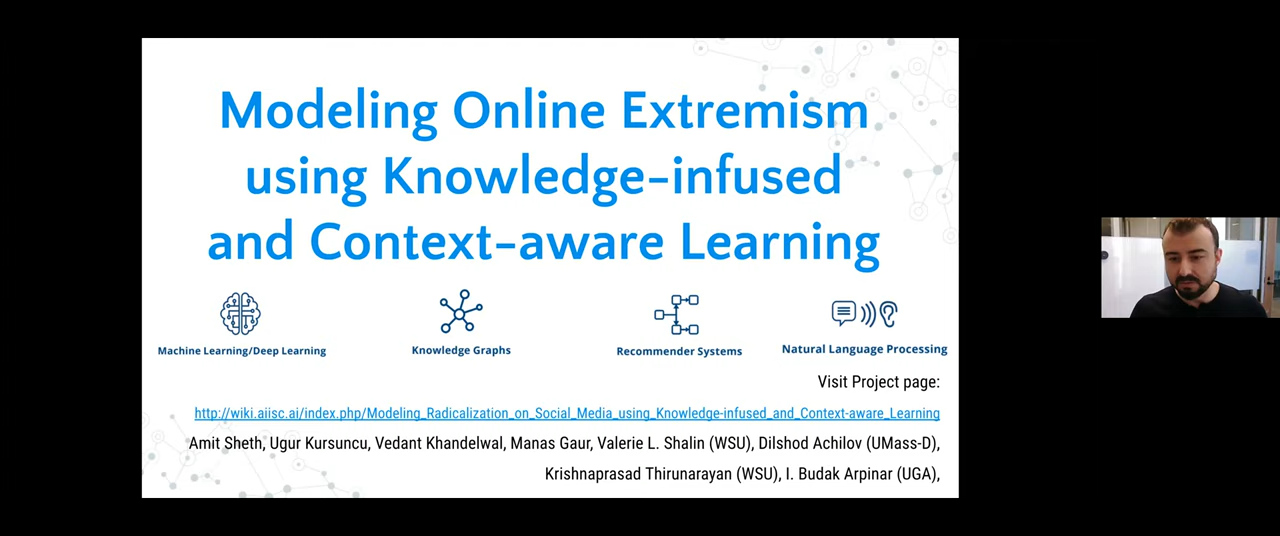 Modeling Online Extremism
using Knowledge-infused
and Context-aware Learning
Machine Learning/Deep Learning
Knowledge Graphs
Recommender Systems
Natural Language Processing
Visit Project page:
http://wiki.aiisc.ai/index.php/Modeling_Radicalization_on_Social_Media_using_Knowledge-infused_and_Context-aware_Learning
Amit Sheth, Ugur Kursuncu, Vedant Khandelwal, Manas Gaur, Valerie L. Shalin (WSU), Dilshod Achilov (UMass-D),
Krishnaprasad Thirunarayan (WSU), I. Budak Arpinar (UGA),